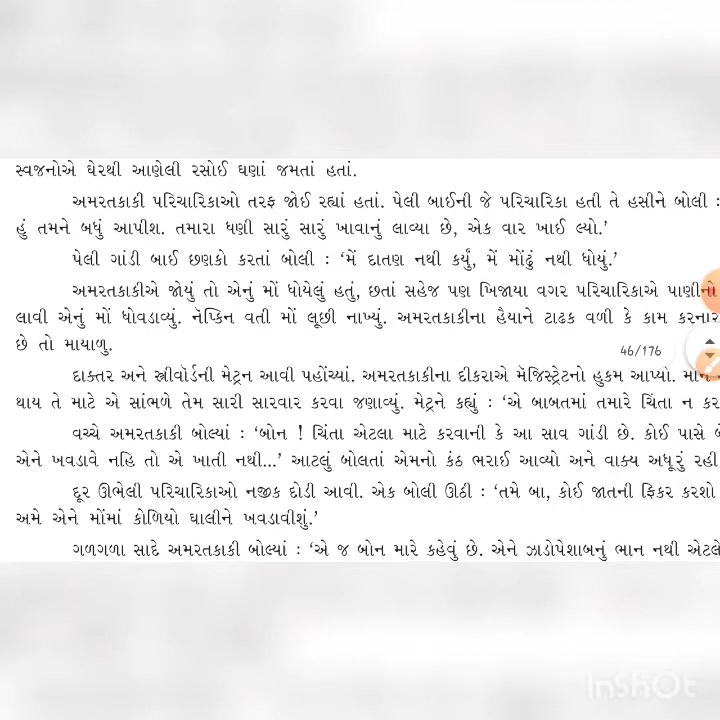 સ્વજનોએ ઘેરથી આણેલી રસોઈ ઘણાં જમતાં હતાં.
અમરતકાકી પરિચારિકાઓ તરફ જોઈ રહ્યાં હતાં. પેલી બાઈની જે પરિચારિકા હતી તે હસીને બોલી :
હું તમને બધું આપીશ. તમારા ધણી સારું સારું ખાવાનું લાવ્યા છે, એક વાર ખાઈ લ્યો.’
પેલી ગાંડી બાઈ છણકો કરતાં બોલી : ‘મેં દાતણ નથી કર્યું, મેં મોંઢું નથી ધોયું.’
અમરતકાકીએ જોયું તો એનું મોં ધોયેલું હતું, છતાં સહેજ પણ ખિજાયા વગર પરિચારિકાએ પાણીનો
લાવી એનું મોં ધોવડાવ્યું. નૅપ્કિન વતી મોં લૂછી નાખ્યું. અમરતકાકીના હૈયાને ટાઢક વળી કે કામ કરનાર
છે તો માયાળુ.
46/176
દાક્તર અને સ્ત્રીવૉર્ડની મેટ્રન આવી પહોંચ્યાં. અમરતકાકીના દીકરાએ મૅજિસ્ટ્રેટનો હુકમ આપ્યો. માને
થાય તે માટે એ સાંભળે તેમ સારી સારવાર કરવા જણાવ્યું. મેટ્રને કહ્યું : ‘એ બાબતમાં તમારે ચિંતા ન કર
વચ્ચે અમરતકાકી બોલ્યાં : ‘બોન ! ચિંતા એટલા માટે કરવાની કે આ સાવ ગાંડી છે. કોઈ પાસે
એને ખવડાવે નહિ તો એ ખાતી નથી...’ આટલું બોલતાં એમનો કંઠ ભરાઈ આવ્યો અને વાક્ય અધૂરું રહી
દૂર ઊભેલી પરિચારિકાઓ નજીક દોડી આવી. એક બોલી ઊઠી : ‘તમે બા, કોઈ જાતની ફિકર કરશો
અમે એને મોંમાં કોળિયો ઘાલીને ખવડાવીશું.’
ગળગળા સાદે અમરતકાકી બોલ્યાં : ‘એ જ બોન મારે કહેવું છે. એને ઝાડોપેશાબનું ભાન નથી એટલે
InShOt